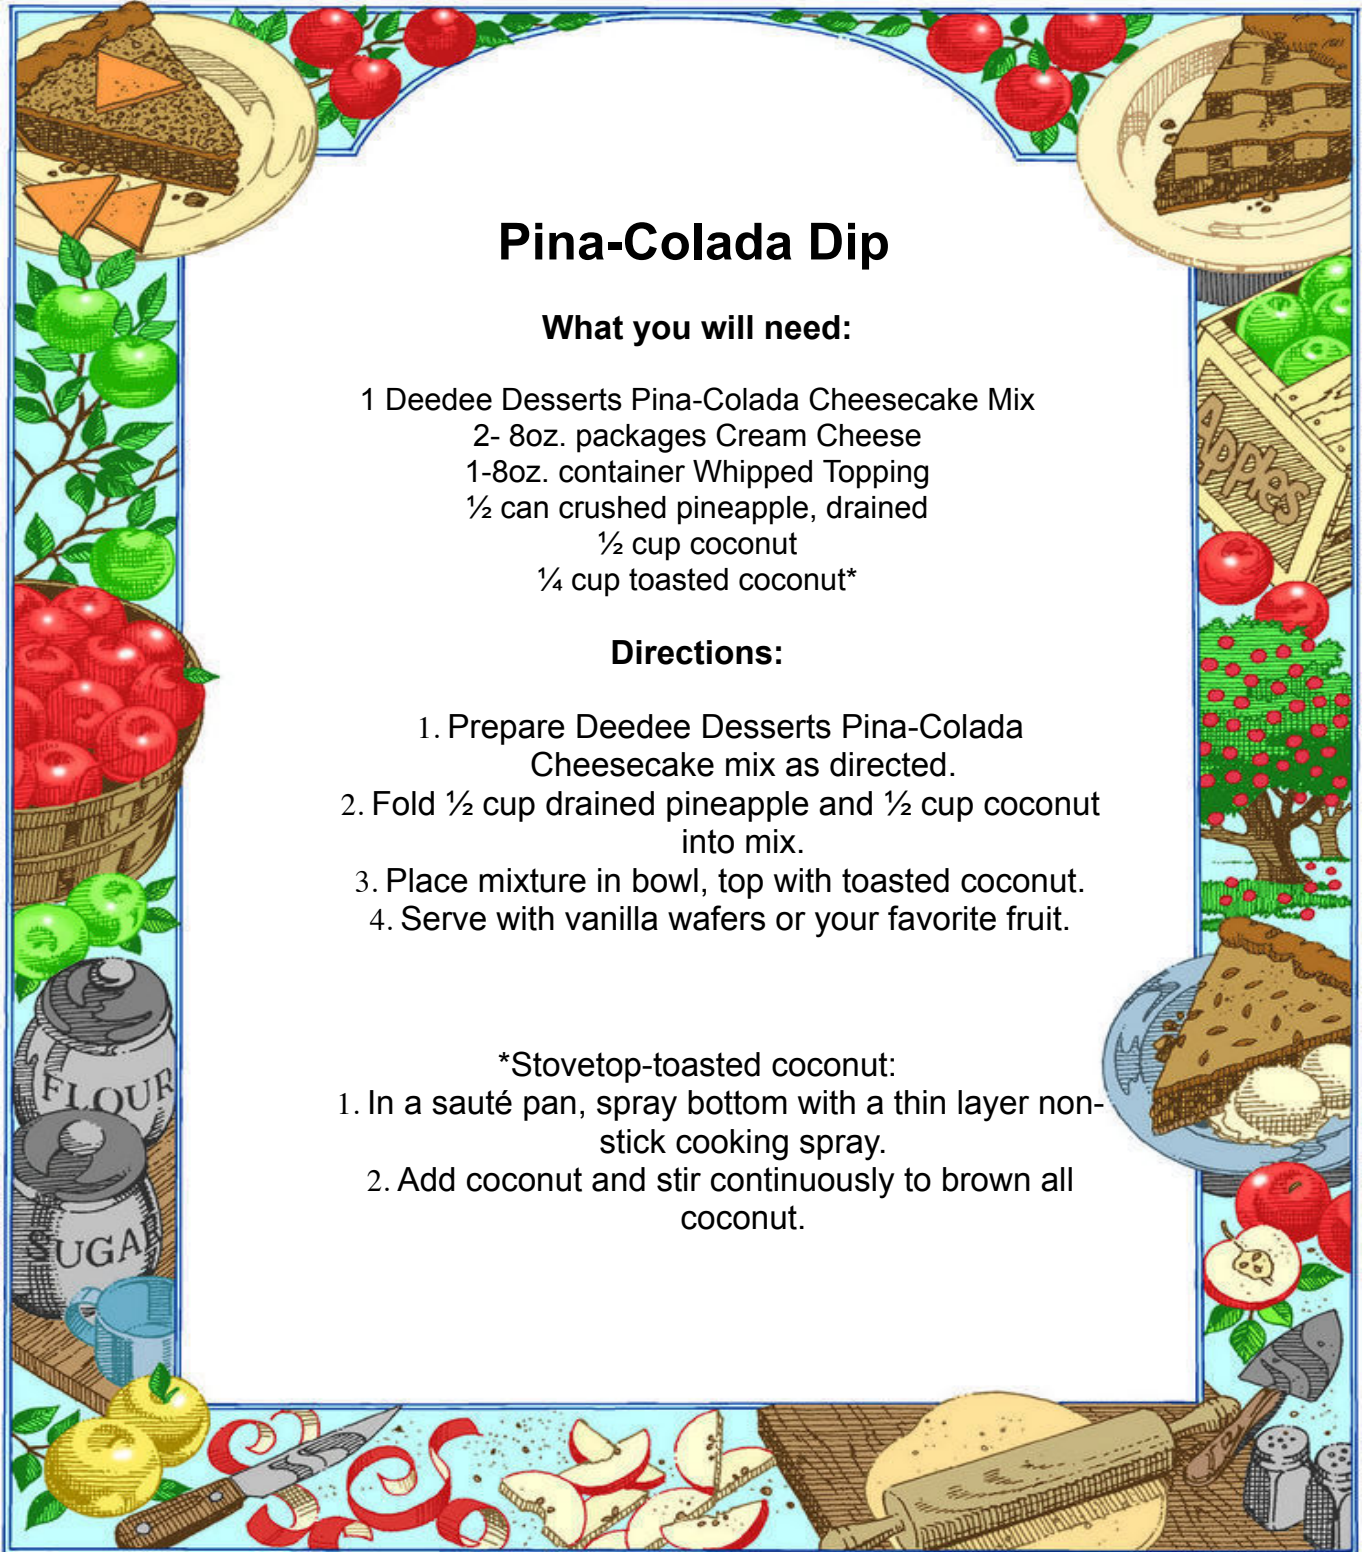 Pina-Colada Dip
What you will need:
1 Deedee Desserts Pina-Colada Cheesecake Mix
2- 8oz. packages Cream Cheese
1-8oz. container Whipped Topping
½ can crushed pineapple, drained
½ cup coconut
¼ cup toasted coconut*
Directions:
1. Prepare Deedee Desserts Pina-Colada
Cheesecake mix as directed.
2. Fold ½ cup drained pineapple and ½ cup coconut
into mix.
3. Place mixture in bowl, top with toasted coconut.
4. Serve with vanilla wafers or your favorite fruit.
*Stovetop-toasted coconut:
1. In a sauté pan, spray bottom with a thin layer non-
stick cooking spray.
2. Add coconut and stir continuously to brown all
coconut.
APPles
FLOUR
SUGAR